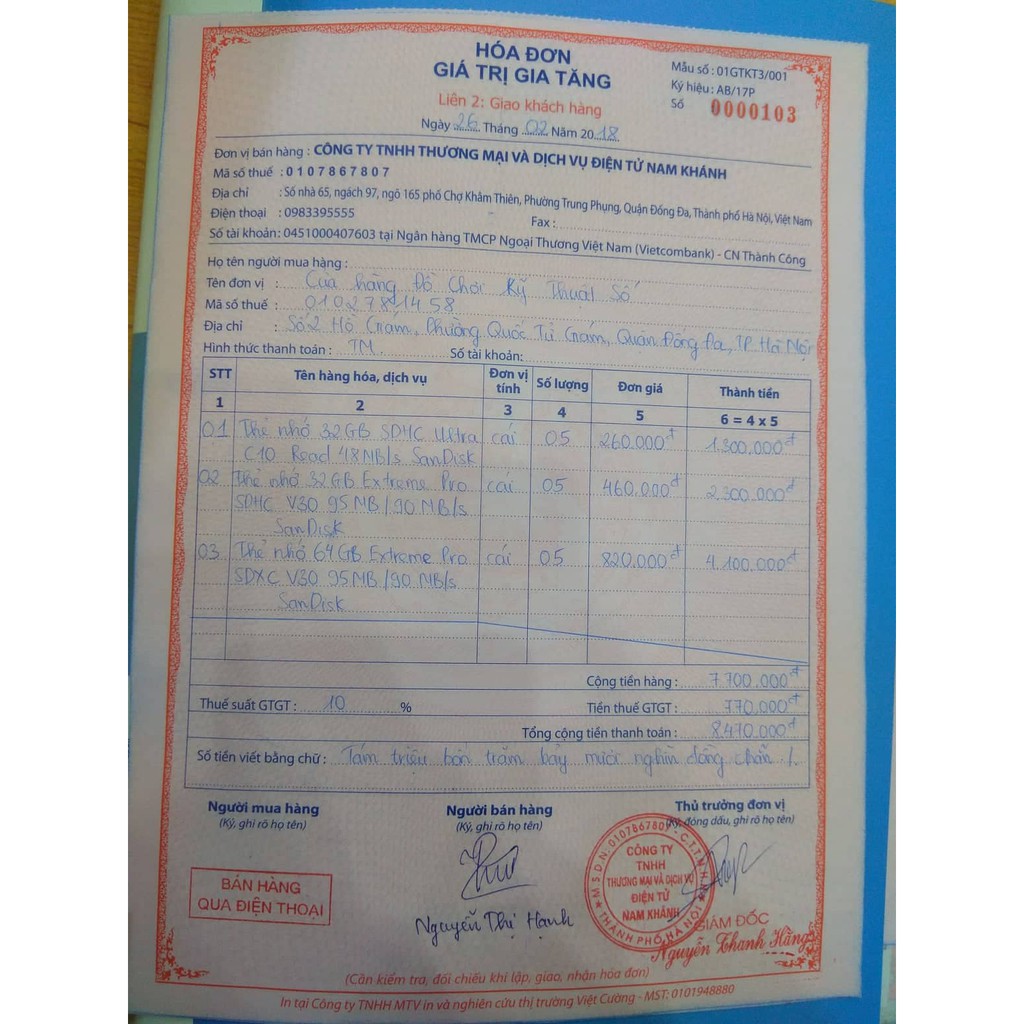 HÓA ĐƠN
GIÁ TRỊ GIA TĂNG
Liên 2: Giao khách hàng
Ngày 26 Tháng 02 Năm 2018
Mẫu số : 01GTKT3/001
Ký hiệu : AB/17P
Số 0000103
Đơn vị bán hàng : CÔNG TY TNHH THƯƠNG MẠI VÀ DỊCH VỤ ĐIỆN TỬ NAM KHÁNH
Mã số thuế : 0107867807
Địa chỉ : Số nhà 65, ngách 97, ngõ 165 phố Chợ Khâm Thiên, Phường Trung Phụng, Quận Đống Đa, Thành phố Hà Nội, Việt Nam
Điện thoại : 0983395555 Fax :
Số tài khoản: 0451000407603 tại Ngân hàng TMCP Ngoại Thương Việt Nam (Vietcombank) - CN Thành Công
Họ tên người mua hàng :
Tên đơn vị : Cửa hàng Đồ Chơi Kỹ Thuật Số
Mã số thuế :
Địa chỉ : Số 2 Hồ Giám, Phường Quốc Tử Giám, Quận Đống Đa, TP Hà Nội
Hình thức thanh toán : TM. Số tài khoản:
STT Tên hàng hóa, dịch vụ Đơn vị tính Số lượng Đơn giá Thành tiền
1 2 3 4 5 6 = 4 x 5
01 Thẻ nhớ 32GB SDHC Ultra cái 05 260.000đ 1.300.000đ
C10 Read 48MB/s SanDisk
02 Thẻ nhớ 32GB Extreme Pro cái 05 460.000đ 2.300.000đ
SDHC V30 95MB/90MB/s
SanDisk
03 Thẻ nhớ 64GB Extreme Pro cái 05 820.000đ 4.100.000đ
SDXC V30 95MB/90 MB/s
SanDisk
Cộng tiền hàng : 7.700.000đ
Thuế suất GTGT : 10 % Tiền thuế GTGT : 770.000đ
Tổng cộng tiền thanh toán : 8.470.000đ
Số tiền viết bằng chữ : Tám triệu bốn trăm bảy mươi nghìn đồng chẵn ./.
Người mua hàng Người bán hàng Thủ trưởng đơn vị
(Ký, ghi rõ họ tên) (Ký, ghi rõ họ tên) (Ký, đóng dấu, ghi rõ họ tên)
BÁN HÀNG
QUA ĐIỆN THOẠI
Nguyễn Thị Hạnh
M.S.D.N: 0107867807 - C.T.T.N.H.H
CÔNG TY
TNHH
THƯƠNG MẠI VÀ DỊCH VỤ
ĐIỆN TỬ
NAM KHÁNH
THÀNH PHỐ HÀ NỘI
GIÁM ĐỐC
Nguyễn Thanh Hằng
(Cần kiểm tra, đối chiếu khi lập, giao, nhận hóa đơn)
In tại Công ty TNHH MTV in và nghiên cứu thị trường Việt Cường - MST: 0101948880